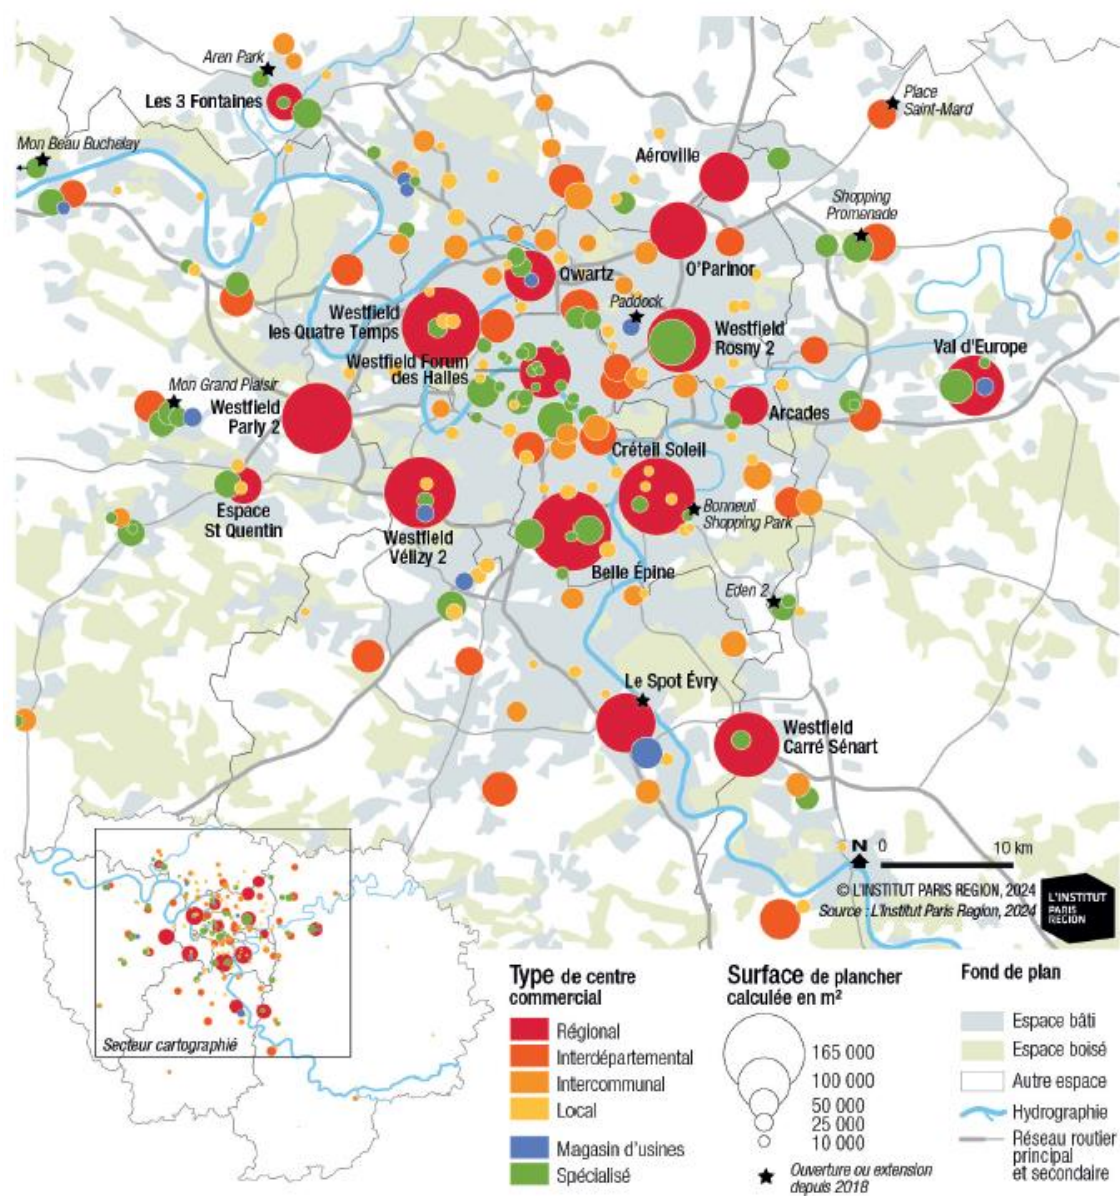 Aren Park
Les 3 Fontaines
Mon Beau Buchelay
Place
Saint-Mard
Aéroville
Shopping
Promenade
O'Parinor
Qwartz
Paddock
Westfield
les Quatre Temps
Westfield
Rosny 2
Val d'Europe
Westfield Forum
des Halles
Mon Grand Plaisir
Westfield
Parly 2
Arcades
Créteil Soleil
Espace
St Quentin
Westfield
Vélizy 2
Bonneuil
Shopping Park
Belle Épine
Eden 2
Le Spot Évry
Westfield
Carré Sénart
N 0 10 km
© L'INSTITUT PARIS REGION, 2024
Source : L'Institut Paris Region, 2024
L'INSTITUT
PARIS
REGION
Secteur cartographié
Type de centre
commercial
Régional
Interdépartemental
Intercommunal
Local
Magasin d'usines
Spécialisé
Surface de plancher
calculée en m²
165 000
100 000
50 000
25 000
10 000
Ouverture ou extension
depuis 2018
Fond de plan
Espace bâti
Espace boisé
Autre espace
Hydrographie
Réseau routier
principal
et secondaire